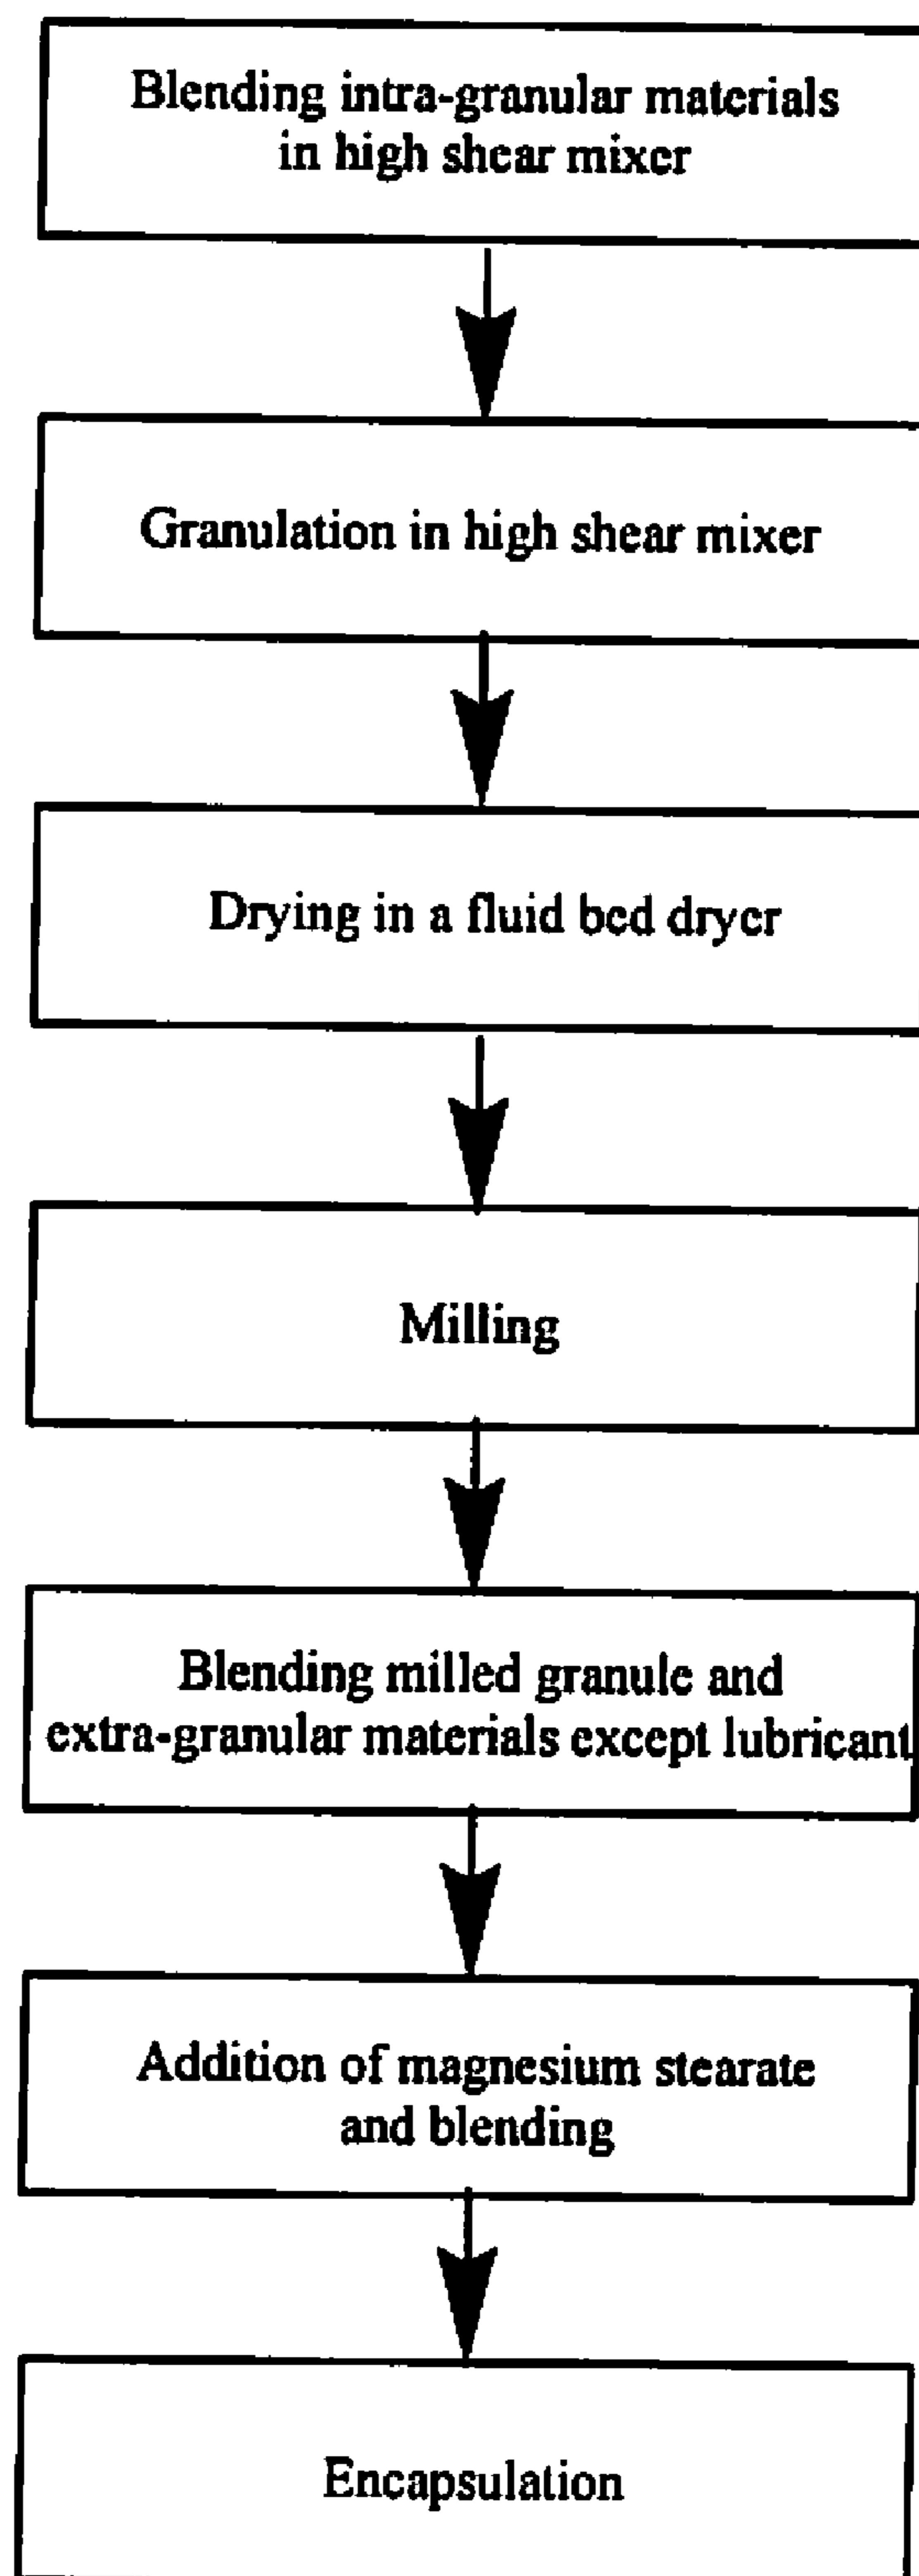 Blending intra-granular materials
in high shear mixer
Granulation in high shear mixer
Drying in a fluid bed dryer
Milling
Blending milled granule and
extra-granular materials except lubricant
Addition of magnesium stearate
and blending
Encapsulation